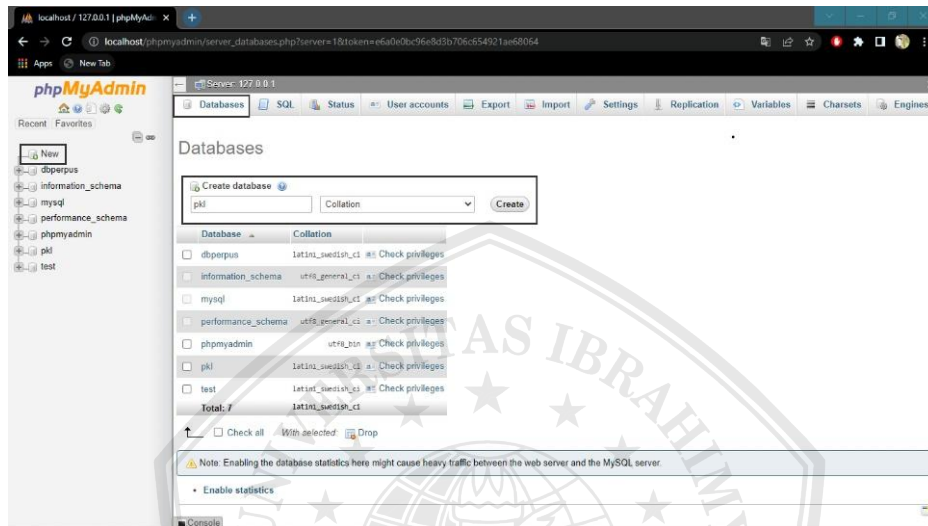 localhost / 127.0.0.1 | phpMyAdm
localhost/phpmyadmin/server_databases.php?server=1&token=e6a0e0bc96e8d3b706c654921ae68064
Apps New Tab
phpMyAdmin
Recent Favorites
New
dbperpus
information_schema
mysql
performance_schema
phpmyadmin
pkl
test
Server: 127.0.0.1
Databases SQL Status User accounts Export Import Settings Replication Variables Charsets Engines
Databases
Create database
pkl Collation Create
Database Collation
dbperpus latin1_swedish_ci Check privileges
information_schema utf8_general_ci Check privileges
mysql latin1_swedish_ci Check privileges
performance_schema utf8_general_ci Check privileges
phpmyadmin utf8_bin Check privileges
pkl latin1_swedish_ci Check privileges
test latin1_swedish_ci Check privileges
Total: 7 latin1_swedish_ci
Check all With selected: Drop
Note: Enabling the database statistics here might cause heavy traffic between the web server and the MySQL server.
Enable statistics
Console
UNIVERSITAS IBRAHIM